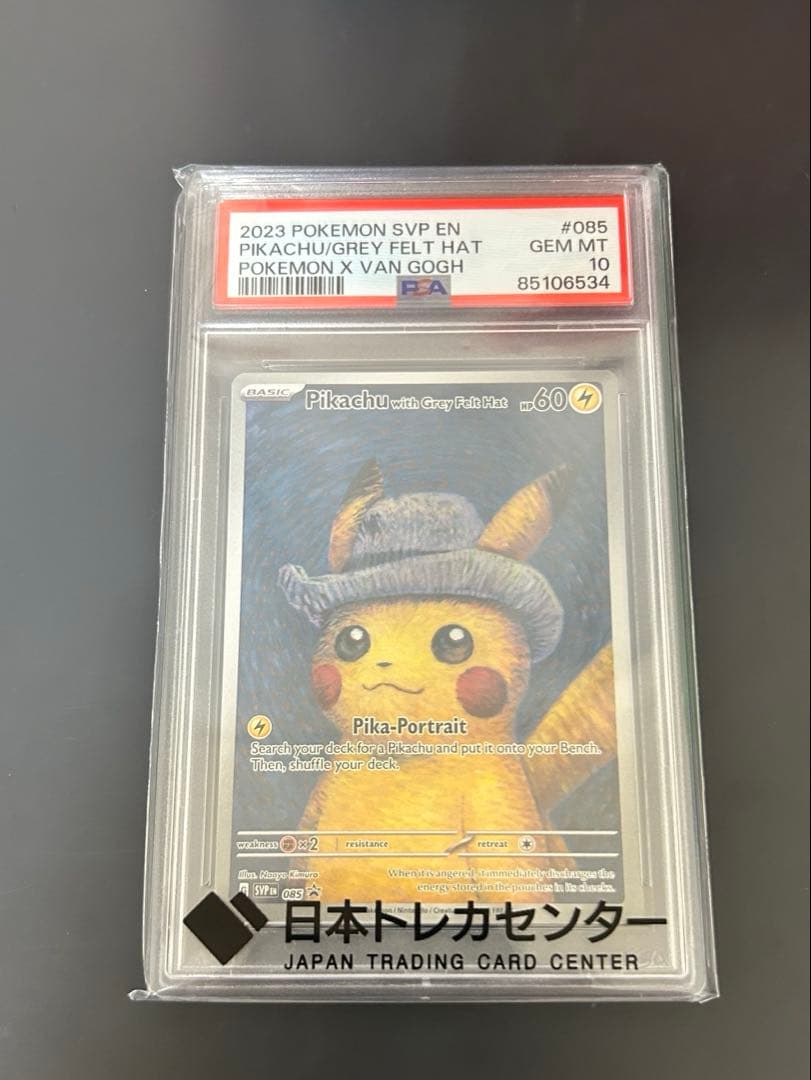 2023 POKEMON SVP EN #085
PIKACHU/GREY FELT HAT GEM MT
POKEMON X VAN GOGH 10
PSA 85106534
BASIC Pikachu with Grey Felt Hat HP60
Pika-Portrait
Search your deck for a Pikachu and put it onto your Bench.
Then, shuffle your deck.
weakness ×2 resistance retreat
Illus. Naoyo Kimura When it is angered, it immediately discharges the
energy stored in the pouches in its cheeks.
G SVP EN 085
日本トレカセンター
JAPAN TRADING CARD CENTER